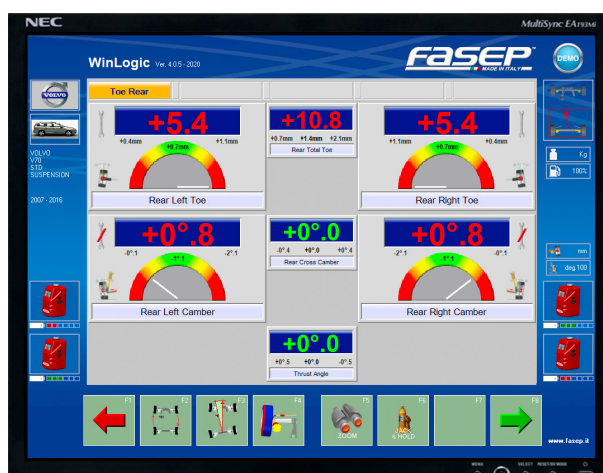 NEC
MultiSync EA193Mi
WinLogic Ver. 4.0.5 - 2020
FASEP
MADE IN ITALY
DEMO
Toe Rear
VOLVO
VOLVO
V70
STD
SUSPENSION
2007 - 2016
+5.4
+0.4mm +0.7mm +1.1mm
Rear Left Toe
+10.8
+0.7mm +1.4mm +2.1mm
Rear Total Toe
+5.4
+1.1mm +0.7mm +0.4mm
Rear Right Toe
Kg
100%
+0°.8
-0°.1 -1°.1 -2°.1
Rear Left Camber
+0°.0
-0°.4 +0°.0 +0°.4
Rear Cross Camber
+0°.8
-2°.1 -1°.1 -0°.1
Rear Right Camber
mm
deg.100
+0°.0
+0°.5 +0°.0 -0°.5
Thrust Angle
F1 F2 F3 F4 F5 F6 F7 F8
ZOOM
JACK
& HOLD
www.fasep.it
MENU SELECT RESET/DV MODE